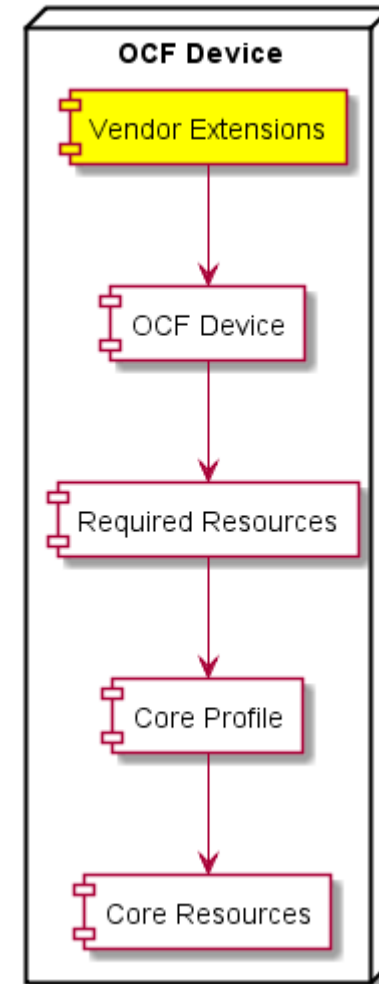 OCF Device
Vendor Extensions
OCF Device
Required Resources
Core Profile
Core Resources